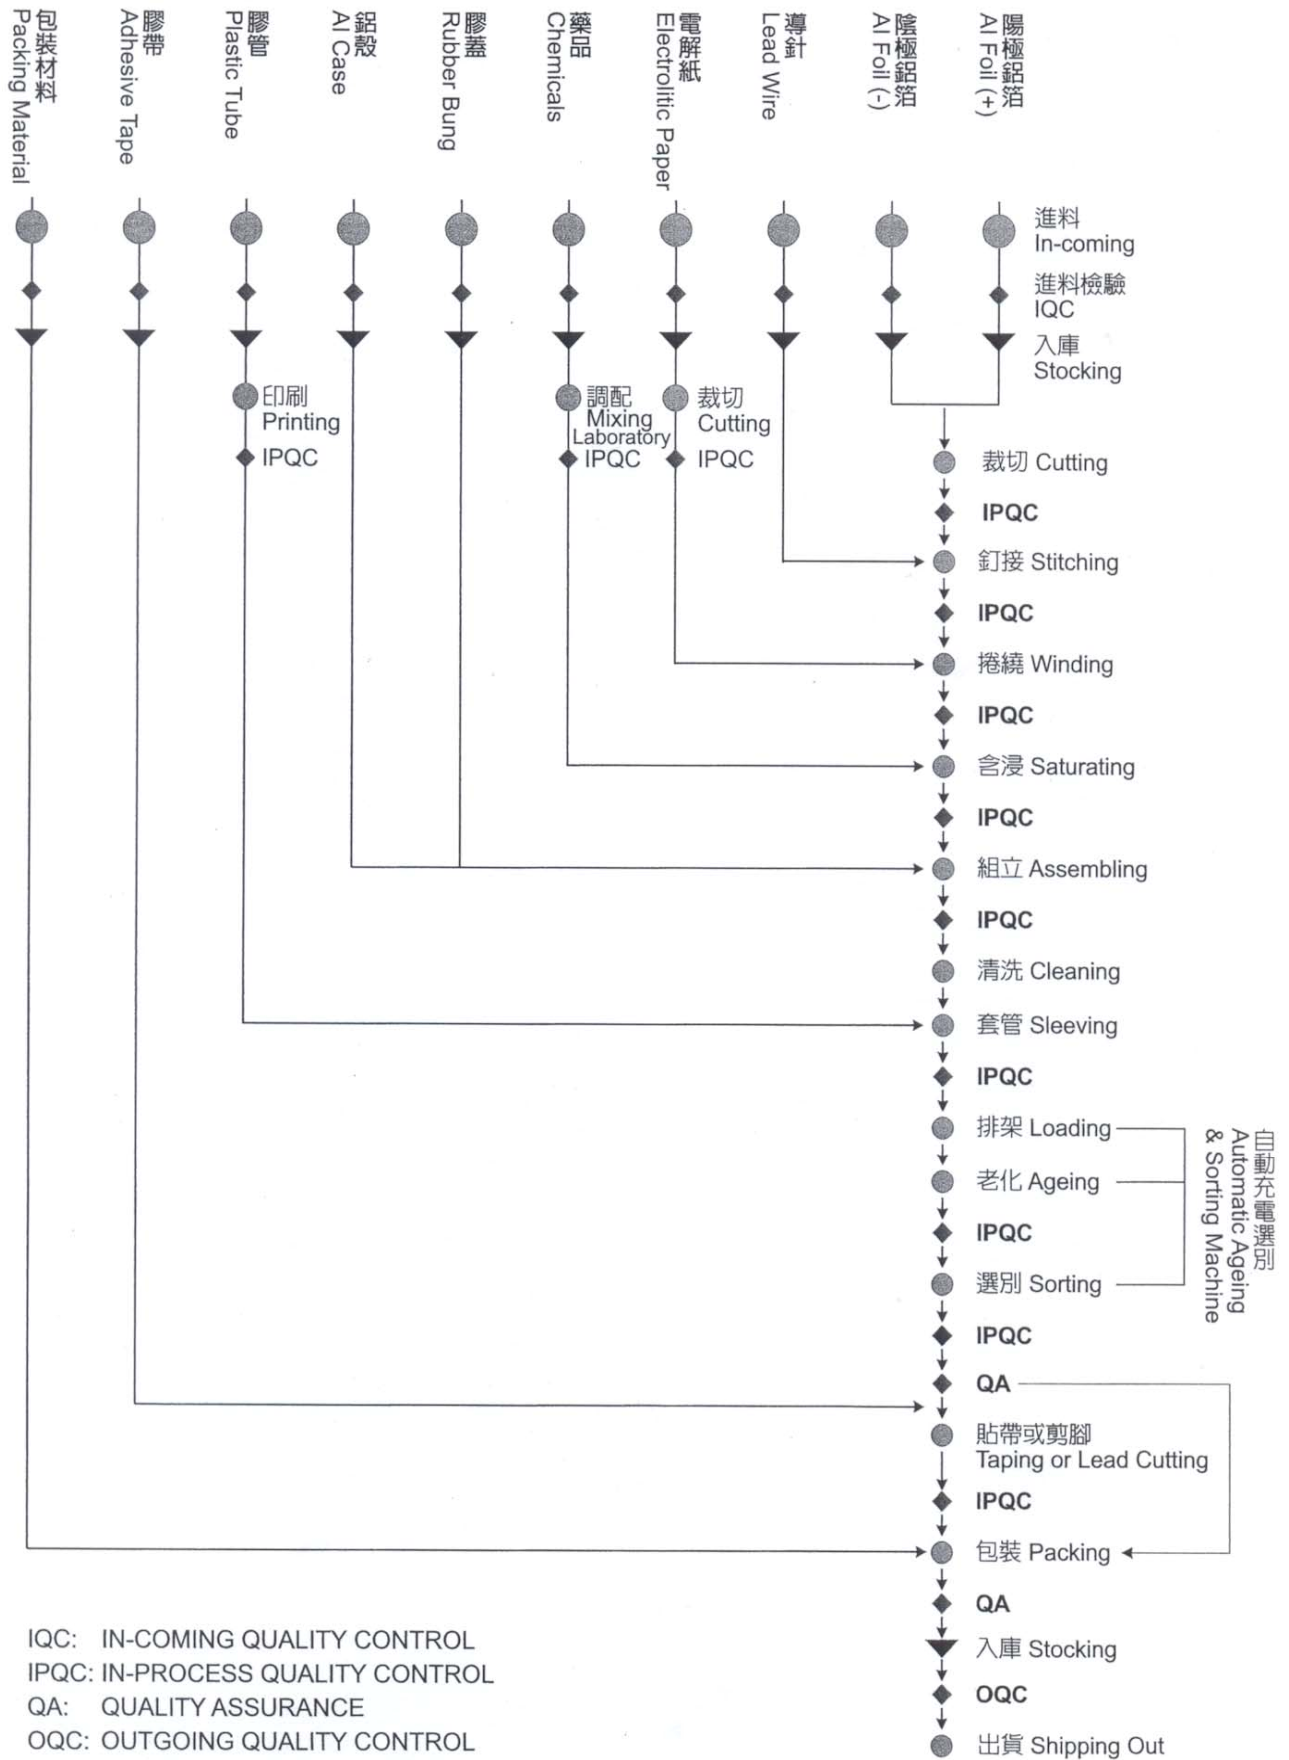 包裝材料
Packing Material
膠帶
Adhesive Tape
膠管
Plastic Tube
鋁殼
Al Case
膠蓋
Rubber Bung
藥品
Chemicals
電解紙
Electrolitic Paper
導針
Lead Wire
陰極鋁箔
Al Foil (-)
陽極鋁箔
Al Foil (+)
進料
In-coming
進料檢驗
IQC
入庫
Stocking
印刷
Printing
IPQC
調配
Mixing
Laboratory
IPQC
裁切
Cutting
IPQC
裁切 Cutting
IPQC
釘接 Stitching
IPQC
捲繞 Winding
IPQC
含浸 Saturating
IPQC
組立 Assembling
IPQC
清洗 Cleaning
套管 Sleeving
IPQC
排架 Loading
老化 Ageing
IPQC
選別 Sorting
自動充電選別
Automatic Ageing
& Sorting Machine
IPQC
QA
貼帶或剪腳
Taping or Lead Cutting
IPQC
包裝 Packing
QA
入庫 Stocking
OQC
出貨 Shipping Out
IQC: IN-COMING QUALITY CONTROL
IPQC: IN-PROCESS QUALITY CONTROL
QA: QUALITY ASSURANCE
OQC: OUTGOING QUALITY CONTROL